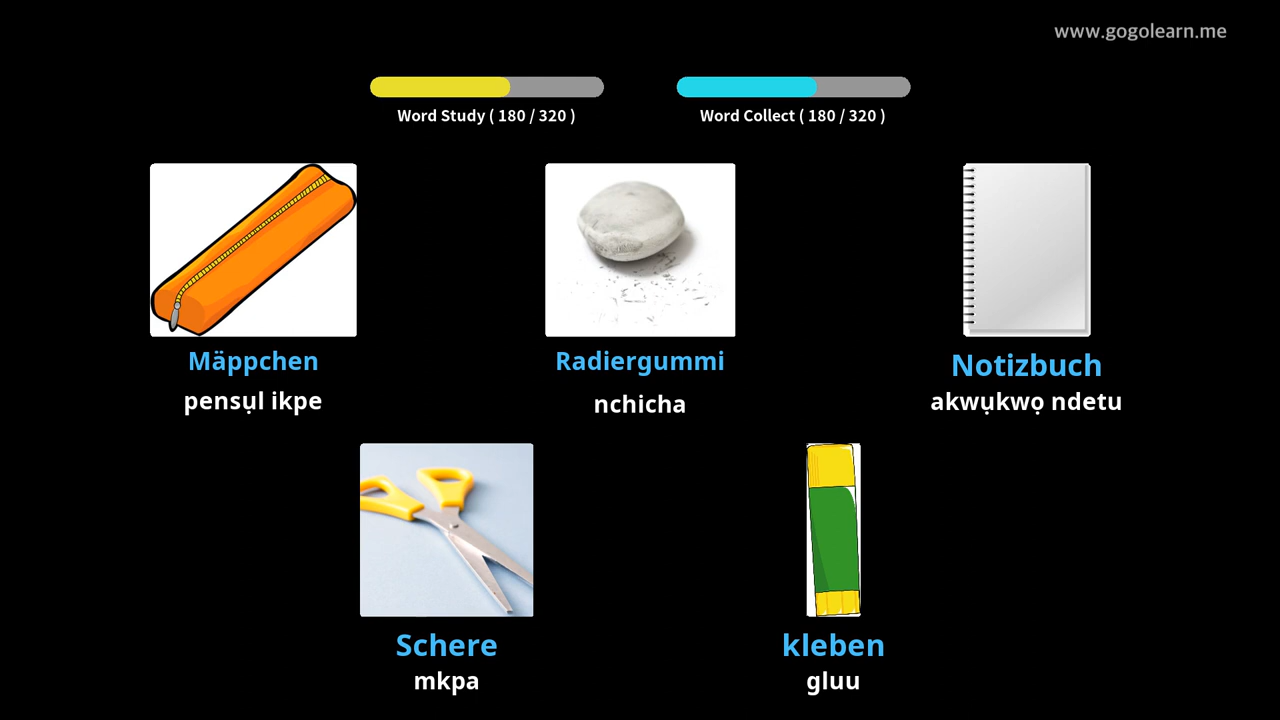 www.gogolearn.me
Word Study ( 180 / 320 )
Word Collect ( 180 / 320 )
Mäppchen
pensụl ikpe
Radiergummi
nchicha
Notizbuch
akwụkwọ ndetu
Schere
mkpa
kleben
gluu